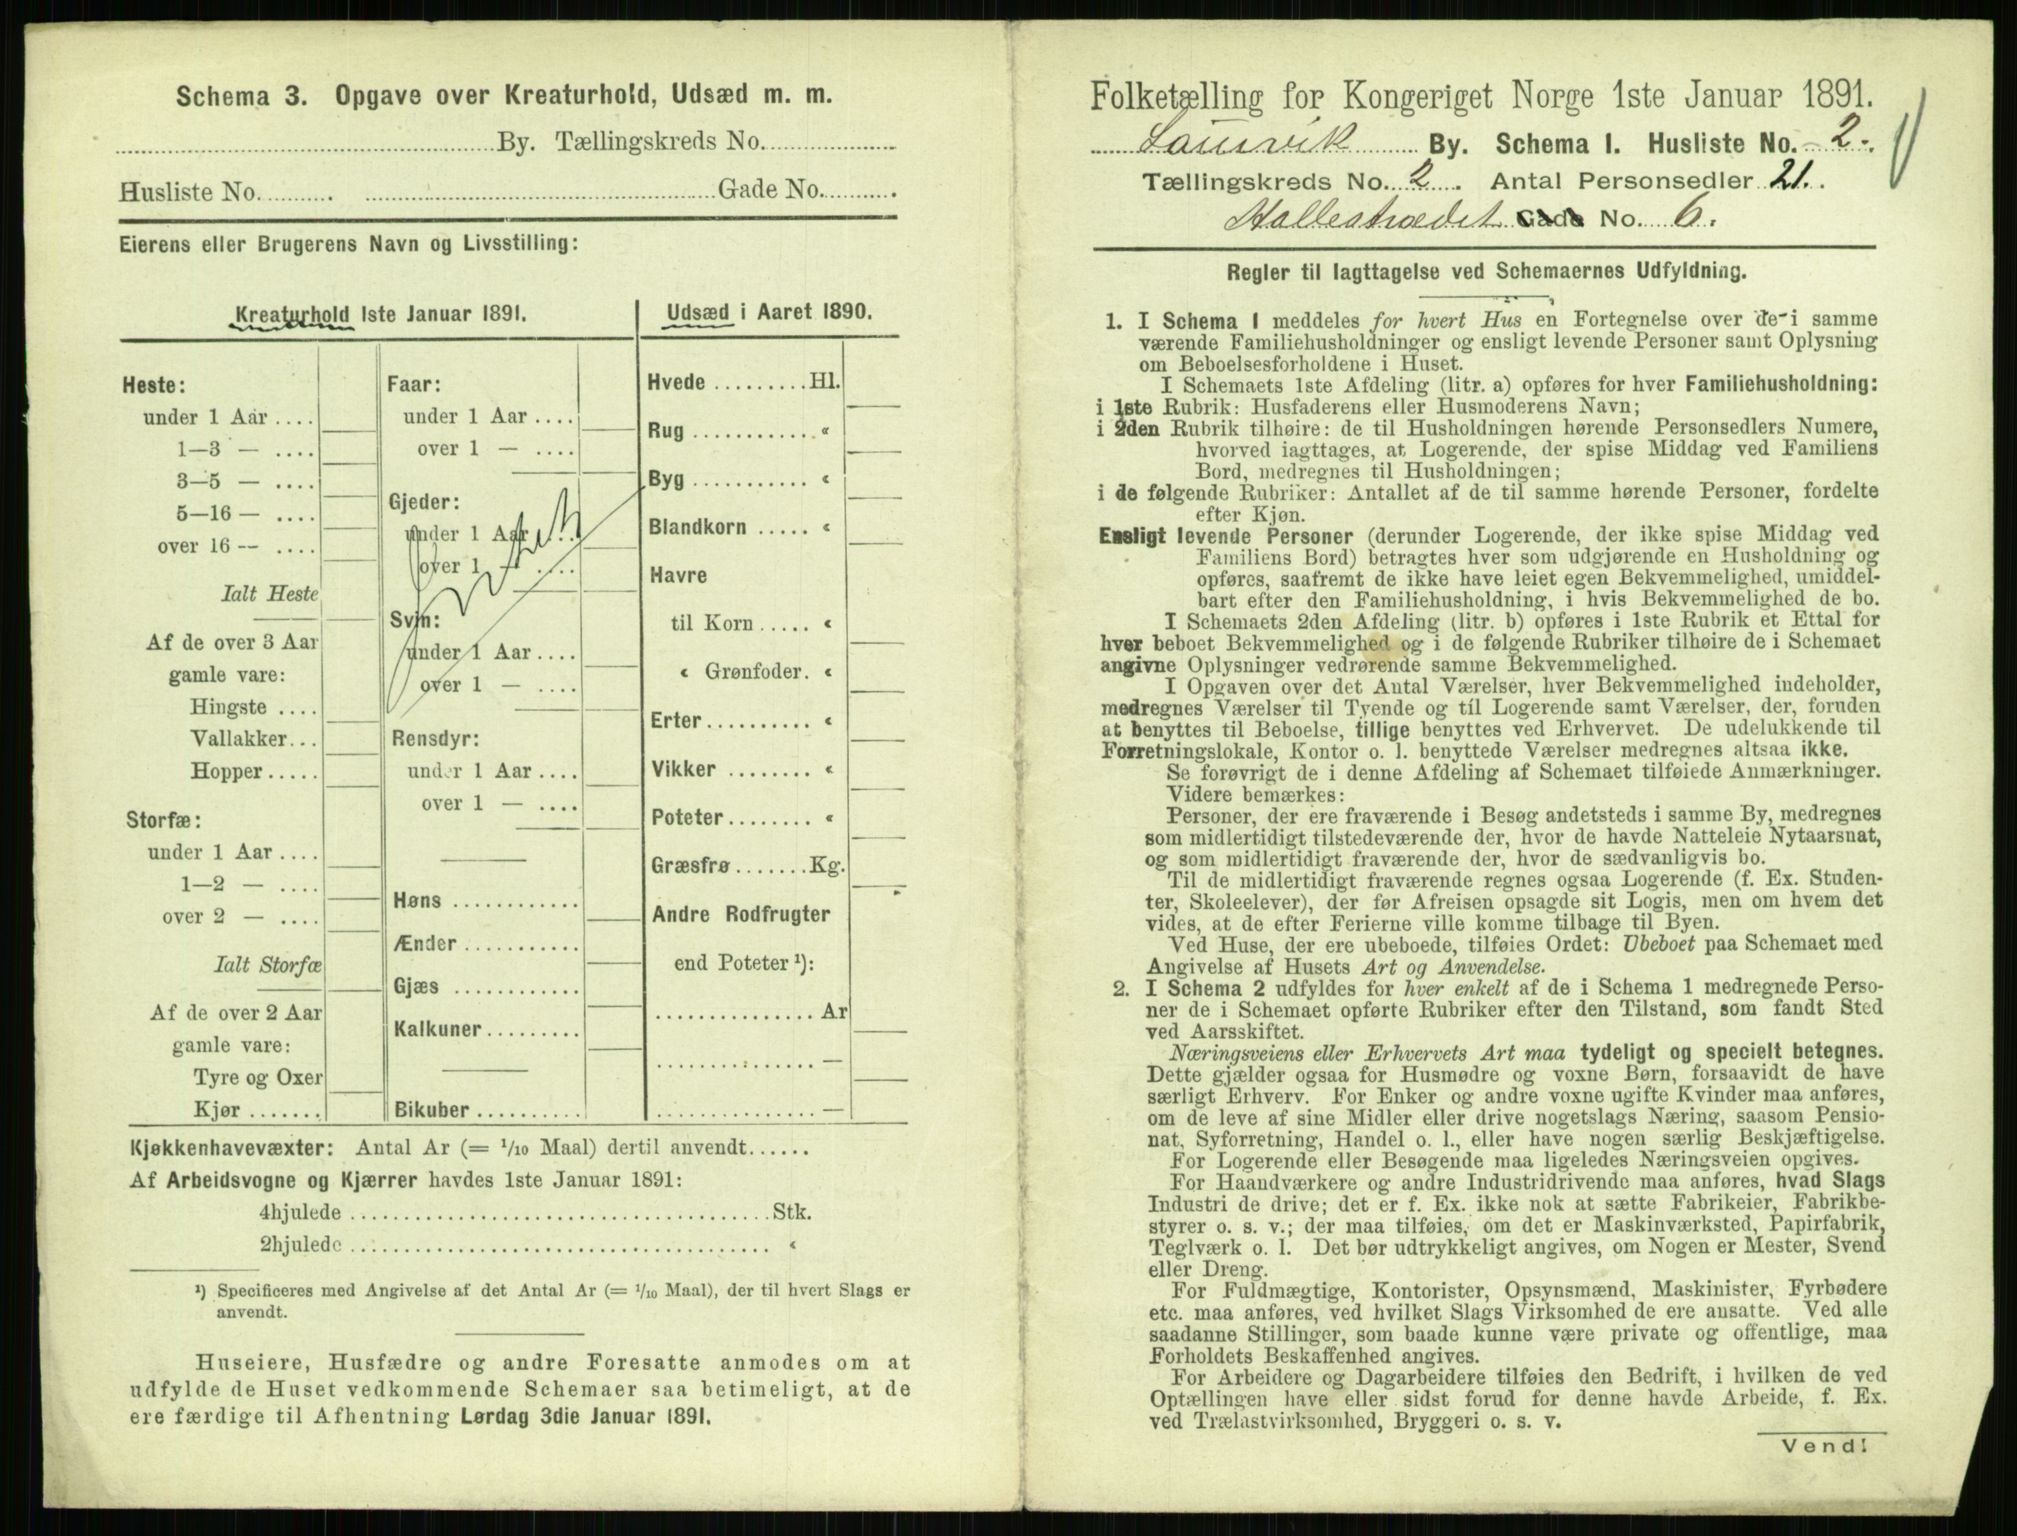 Schema 3. Opgave over Kreaturhold, Udsæd m. m.
By. Tællingskreds No.
Husliste No. Gade No.
Eierens eller Brugerens Navn og Livsstilling:
Kreaturhold 1ste Januar 1891.
Heste:
under 1 Aar ....
1—3 — ....
3—5 — ....
5—16 — ....
over 16 — ....
Ialt Heste
Af de over 3 Aar
gamle vare:
Hingste ....
Vallakker...
Hopper.....
Storfæ:
under 1 Aar ....
1—2 — ....
over 2 — ....
Ialt Storfæ
Af de over 2 Aar
gamle vare:
Tyre og Oxer
Kjør .......
Faar:
under 1 Aar ....
over 1 — ....
Gjeder:
under 1 Aar ....
over 1 — ....
Svin:
under 1 Aar ....
over 1 — ....
Rensdyr:
under 1 Aar ....
over 1 — ....
Høns ............
Ænder ...........
Gjæs ............
Kalkuner.........
Bikuber ..........
Udsæd i Aaret 1890.
Hvede .........Hl.
Rug ............ «
Byg ........... «
Blandkorn ..... «
Havre
til Korn ..... «
« Grønfoder. «
Erter.......... «
Vikker ........ «
Poteter........ «
Græsfrø.......Kg.
Andre Rodfrugter
end Poteter ¹):
............... Ar
............... —
............... —
Kjøkkenhavevæxter: Antal Ar (= 1/10 Maal) dertil anvendt......
Af Arbeidsvogne og Kjærrer havdes 1ste Januar 1891:
4hjulede ........................................Stk.
2hjulede ........................................ «
¹) Specificeres med Angivelse af det Antal Ar (= 1/10 Maal), der til hvert Slags er
anvendt.
Huseiere, Husfædre og andre Foresatte anmodes om at
udfylde de Huset vedkommende Schemaer saa betimeligt, at de
ere færdige til Afhentning Lørdag 3die Januar 1891.
Folketælling for Kongeriget Norge 1ste Januar 1891.
Laurvik By. Schema I. Husliste No. 2.
Tællingskreds No. 2. Antal Personsedler 21.
Hallestrædet Gade No. 6.
Regler til Iagttagelse ved Schemaernes Udfyldning.
1. I Schema 1 meddeles for hvert Hus en Fortegnelse over de i samme
værende Familiehusholdninger og ensligt levende Personer samt Oplysning
om Beboelsesforholdene i Huset.
I Schemaets 1ste Afdeling (litr. a) opføres for hver Familiehusholdning:
i 1ste Rubrik: Husfaderens eller Husmoderens Navn;
i 2den Rubrik tilhøire: de til Husholdningen hørende Personsedlers Numere,
hvorved iagttages, at Logerende, der spise Middag ved Familiens
Bord, medregnes til Husholdningen;
i de følgende Rubriker: Antallet af de til samme hørende Personer, fordelte
efter Kjøn.
Ensligt levende Personer (derunder Logerende, der ikke spise Middag ved
Familiens Bord) betragtes hver som udgjørende en Husholdning og
opføres, saafremt de ikke have leiet egen Bekvemmelighed, umiddel-
bart efter den Familiehusholdning, i hvis Bekvemmelighed de bo.
I Schemaets 2den Afdeling (litr. b) opføres i 1ste Rubrik et Ettal for
hver beboet Bekvemmelighed og i de følgende Rubriker tilhøire de i Schemaet
angivne Oplysninger vedrørende samme Bekvemmelighed.
I Opgaven over det Antal Værelser, hver Bekvemmelighed indeholder,
medregnes Værelser til Tyende og til Logerende samt Værelser, der, foruden
at benyttes til Beboelse, tillige benyttes ved Erhvervet. De udelukkende til
Forretningslokale, Kontor o. l. benyttede Værelser medregnes altsaa ikke.
Se forøvrigt de i denne Afdeling af Schemaet tilføiede Anmærkninger.
Videre bemærkes:
Personer, der ere fraværende i Besøg andetsteds i samme By, medregnes
som midlertidigt tilstedeværende der, hvor de havde Natteleie Nytaarsnat,
og som midlertidigt fraværende der, hvor de sædvanligvis bo.
Til de midlertidigt fraværende regnes ogsaa Logerende (f. Ex. Studen-
ter, Skoleelever), der før Afreisen opsagde sit Logis, men om hvem det
vides, at de efter Ferierne ville komme tilbage til Byen.
Ved Huse, der ere ubeboede, tilføies Ordet: Ubeboet paa Schemaet med
Angivelse af Husets Art og Anvendelse.
2. I Schema 2 udfyldes for hver enkelt af de i Schema 1 medregnede Perso-
ner de i Schemaet opførte Rubriker efter den Tilstand, som fandt Sted
ved Aarsskiftet.
Næringsveiens eller Erhvervets Art maa tydeligt og specielt betegnes.
Dette gjælder ogsaa for Husmødre og voxne Børn, forsaavidt de have
særligt Erhverv. For Enker og andre voxne ugifte Kvinder maa anføres,
om de leve af sine Midler eller drive nogetslags Næring, saasom Pensio-
nat, Syforretning, Handel o. l., eller have nogen særlig Beskjæftigelse.
For Logerende eller Besøgende maa ligeledes Næringsveien opgives.
For Haandværkere og andre Industridrivende maa anføres, hvad Slags
Industri de drive; det er f. Ex. ikke nok at sætte Fabrikeier, Fabrikbe-
styrer o. s. v.; der maa tilføies, om det er Maskinværksted, Papirfabrik,
Teglværk o. l. Det bør udtrykkeligt angives, om Nogen er Mester, Svend
eller Dreng.
For Fuldmægtige, Kontorister, Opsynsmænd, Maskinister, Fyrbødere
etc. maa anføres, ved hvilket Slags Virksomhed de ere ansatte. Ved alle
saadanne Stillinger, som baade kunne være private og offentlige, maa
Forholdets Beskaffenhed angives.
For Arbeidere og Dagarbeidere tilføies den Bedrift, i hvilken de ved
Optællingen have eller sidst forud for denne havde Arbeide, f. Ex.
ved Trælastvirksomhed, Bryggeri o. s. v.
Vend!